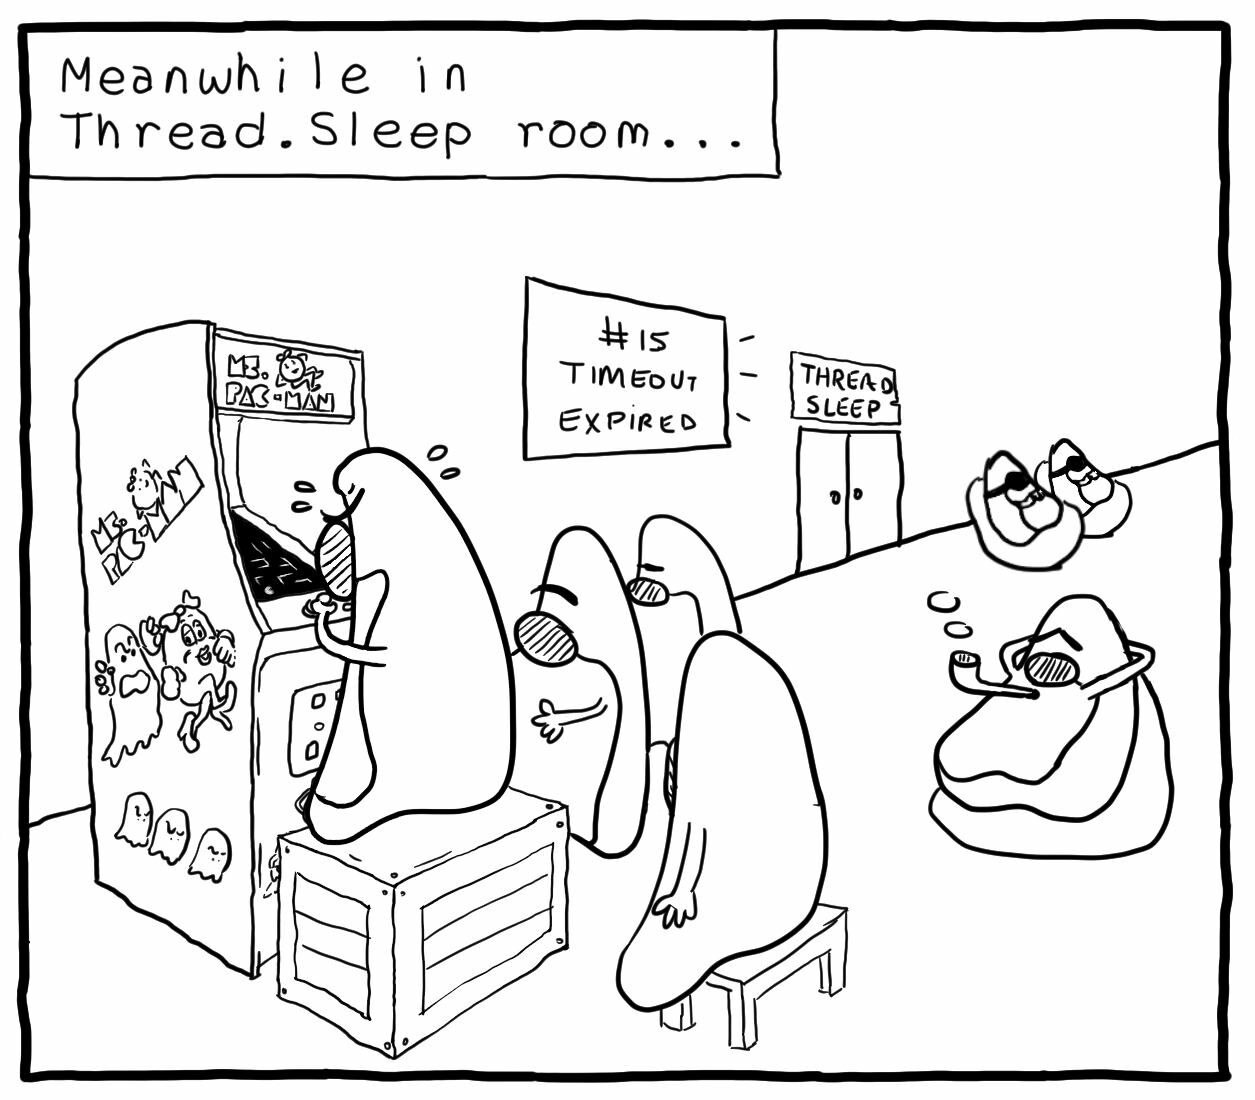 Meanwhile in
Thread.Sleep room...
MS.
PAC-MAN
#15
TIMEOUT
EXPIRED
THREAD
SLEEP
MS.
PAC-MAN